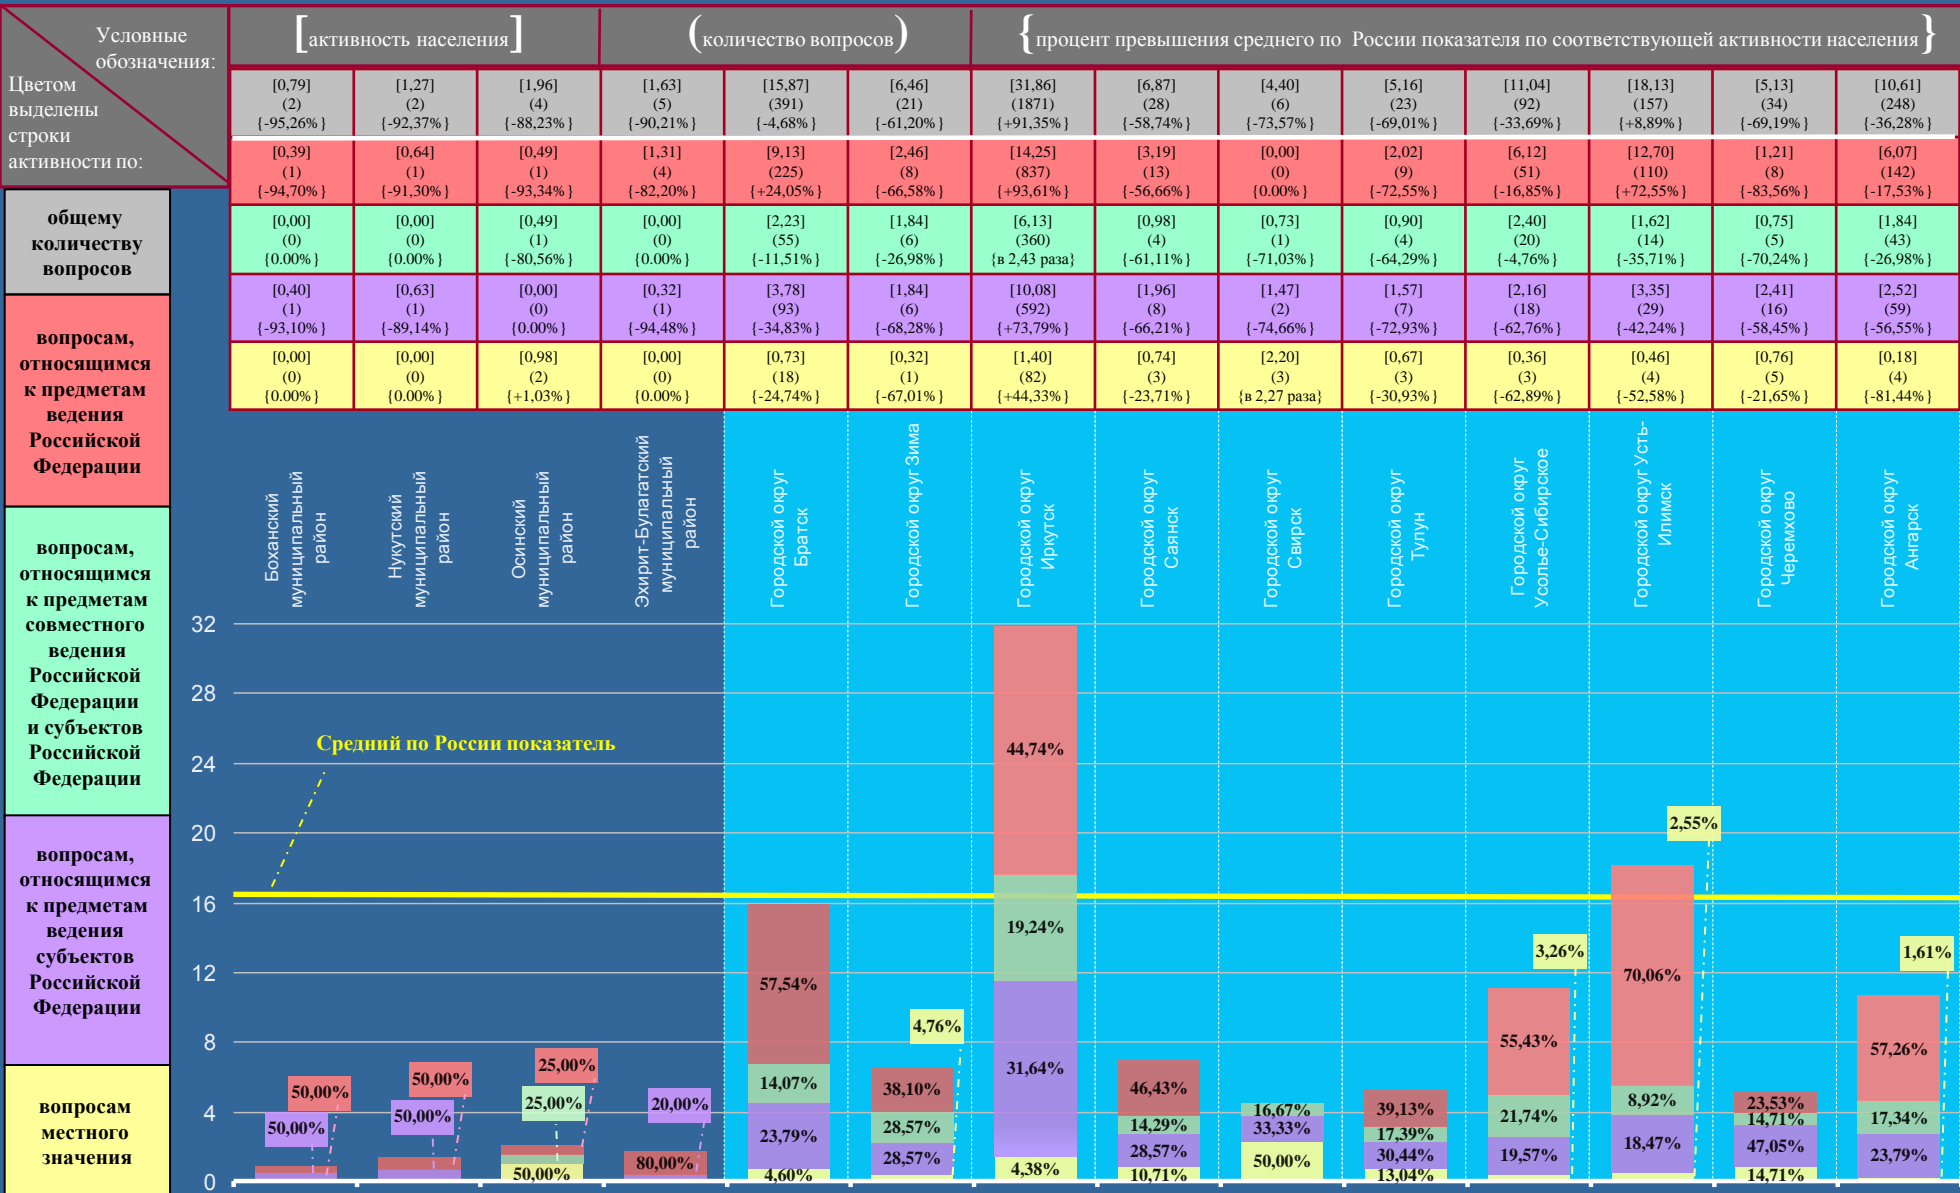 Условные
обозначения:
Цветом
выделены
строки
активности по:
[активность населения]
(количество вопросов)
{процент превышения среднего по России показателя по соответствующей активности населения}
[0,79] [1,27] [1,96] [1,63] [15,87] [6,46] [31,86] [6,87] [4,40] [5,16] [11,04] [18,13] [5,13] [10,61]
(2) (2) (4) (5) (391) (21) (1871) (28) (6) (23) (92) (157) (34) (248)
{-95,26%} {-92,37%} {-88,23%} {-90,21%} {-4,68%} {-61,20%} {+91,35%} {-58,74%} {-73,57%} {-69,01%} {-33,69%} {+8,89%} {-69,19%} {-36,28%}
[0,39] [0,64] [0,49] [1,31] [9,13] [2,46] [14,25] [3,19] [0,00] [2,02] [6,12] [12,70] [1,21] [6,07]
(1) (1) (1) (4) (225) (8) (837) (13) (0) (9) (51) (110) (8) (142)
{-94,70%} {-91,30%} {-93,34%} {-82,20%} {+24,05%} {-66,58%} {+93,61%} {-56,66%} {0.00%} {-72,55%} {-16,85%} {+72,55%} {-83,56%} {-17,53%}
[0,00] [0,00] [0,49] [0,00] [2,23] [1,84] [6,13] [0,98] [0,73] [0,90] [2,40] [1,62] [0,75] [1,84]
(0) (0) (1) (0) (55) (6) (360) (4) (1) (4) (20) (14) (5) (43)
{0.00%} {0.00%} {-80,56%} {0.00%} {-11,51%} {-26,98%} {в 2,43 раза} {-61,11%} {-71,03%} {-64,29%} {-4,76%} {-35,71%} {-70,24%} {-26,98%}
[0,40] [0,63] [0,00] [0,32] [3,78] [1,84] [10,08] [1,96] [1,47] [1,57] [2,16] [3,35] [2,41] [2,52]
(1) (1) (0) (1) (93) (6) (592) (8) (2) (7) (18) (29) (16) (59)
{-93,10%} {-89,14%} {0.00%} {-94,48%} {-34,83%} {-68,28%} {+73,79%} {-66,21%} {-74,66%} {-72,93%} {-62,76%} {-42,24%} {-58,45%} {-56,55%}
[0,00] [0,00] [0,98] [0,00] [0,73] [0,32] [1,40] [0,74] [2,20] [0,67] [0,36] [0,46] [0,76] [0,18]
(0) (0) (2) (0) (18) (1) (82) (3) (3) (3) (3) (4) (5) (4)
{0.00%} {0.00%} {+1,03%} {0.00%} {-24,74%} {-67,01%} {+44,33%} {-23,71%} {в 2,27 раза} {-30,93%} {-62,89%} {-52,58%} {-21,65%} {-81,44%}
общему
количеству
вопросов
вопросам,
относящимся
к предметам
ведения
Российской
Федерации
вопросам,
относящимся
к предметам
совместного
ведения
Российской
Федерации
и субъектов
Российской
Федерации
вопросам,
относящимся
к предметам
ведения
субъектов
Российской
Федерации
вопросам
местного
значения
Боханский
муниципальный
район
Нукутский
муниципальный
район
Осинский
муниципальный
район
Эхирит-Булагатский
муниципальный
район
Городской округ
Братск
Городской округ Зима
Городской округ
Иркутск
Городской округ
Саянск
Городской округ
Свирск
Городской округ
Тулун
Городской округ
Усолье-Сибирское
Городской округ Усть-
Илимск
Городской округ
Черемхово
Городской округ
Ангарск
32
28
24
20
16
12
8
4
0
Средний по России показатель
50,00%
50,00%
50,00%
50,00%
25,00%
25,00%
50,00%
20,00%
80,00%
57,54%
14,07%
23,79%
4,60%
4,76%
38,10%
28,57%
28,57%
44,74%
19,24%
31,64%
4,38%
46,43%
14,29%
28,57%
10,71%
16,67%
33,33%
50,00%
39,13%
17,39%
30,44%
13,04%
3,26%
55,43%
21,74%
19,57%
2,55%
70,06%
8,92%
18,47%
23,53%
14,71%
47,05%
14,71%
1,61%
57,26%
17,34%
23,79%